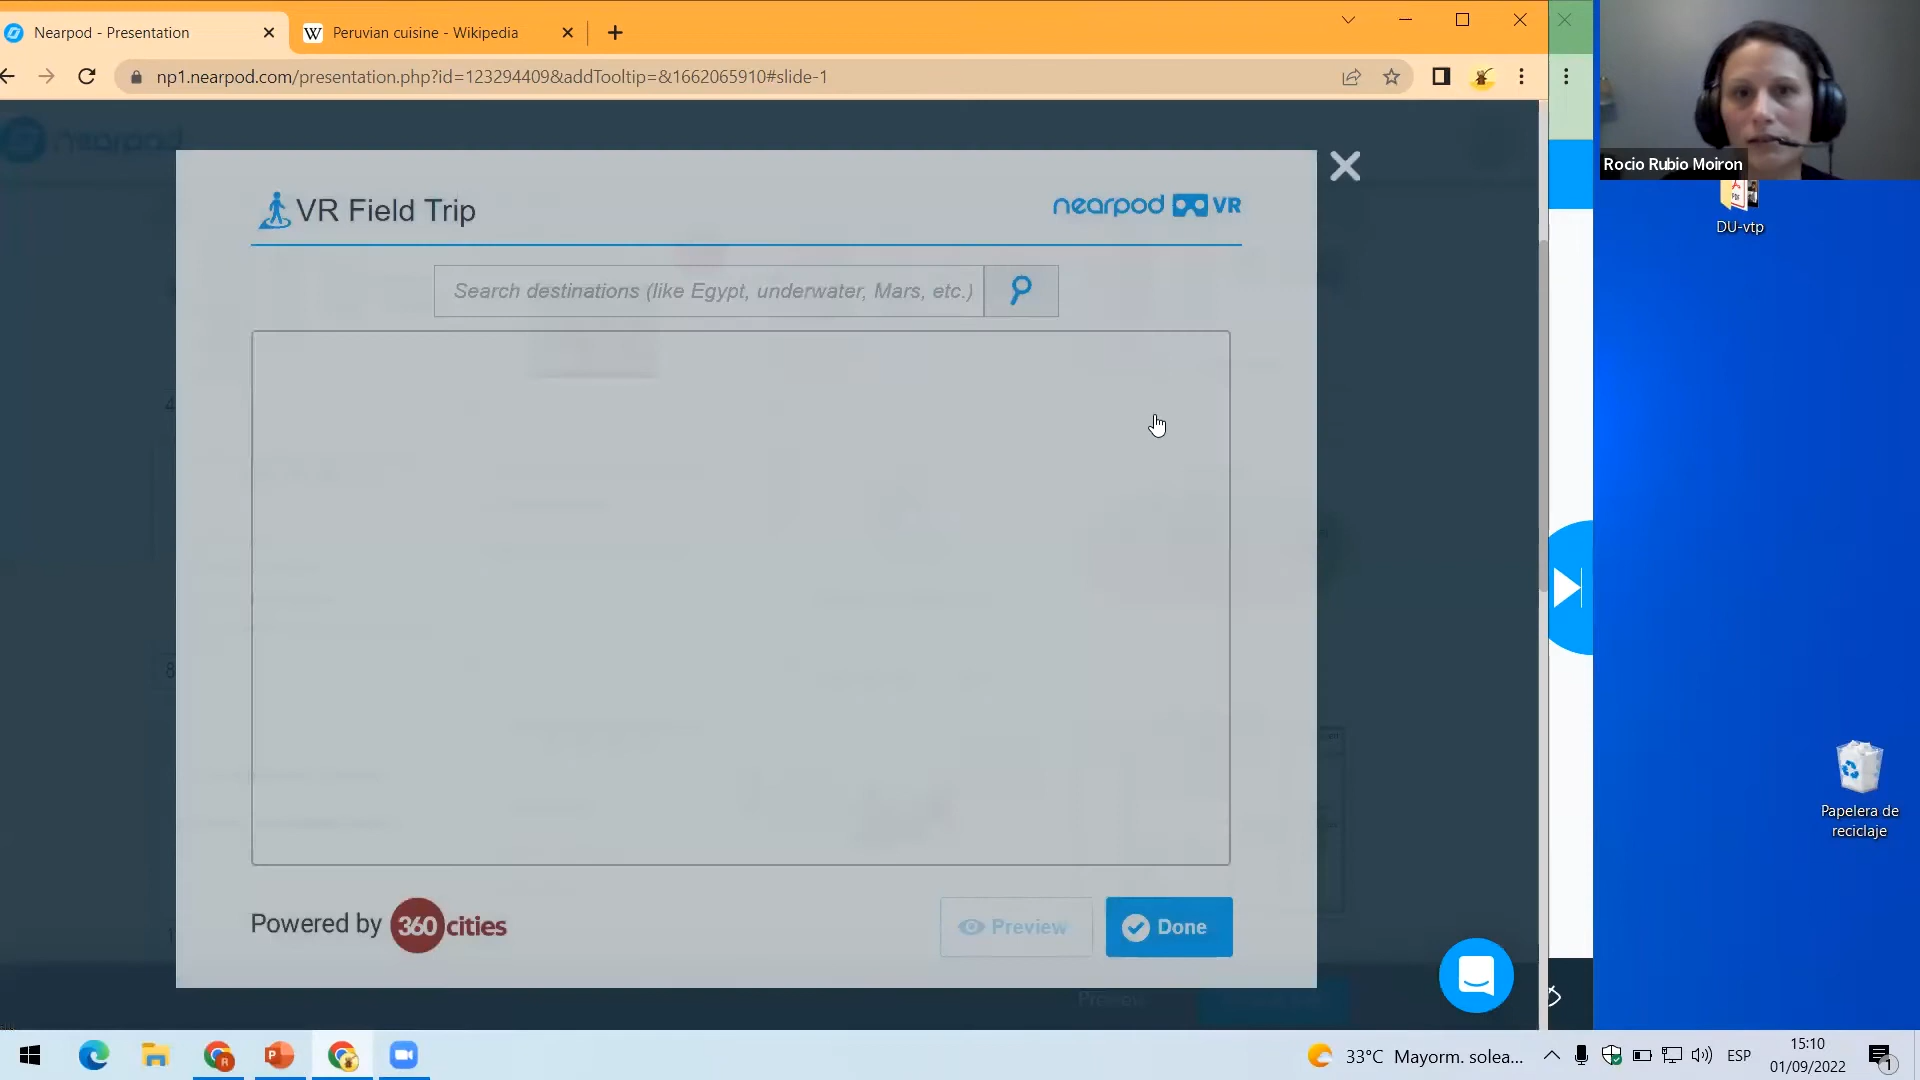 Nearpod - Presentation
Peruvian cuisine - Wikipedia
np1.nearpod.com/presentation.php?id=123294409&addTooltip=&1662065910#slide-1
Rocio Rubio Moiron
nearpod
VR Field Trip
nearpod VR
DU-vtp
Search destinations (like Egypt, underwater, Mars, etc.)
Papelera de
reciclaje
Powered by 360 cities
Preview
Done
33°C Mayorm. solea...
ESP
15:10
01/09/2022
1